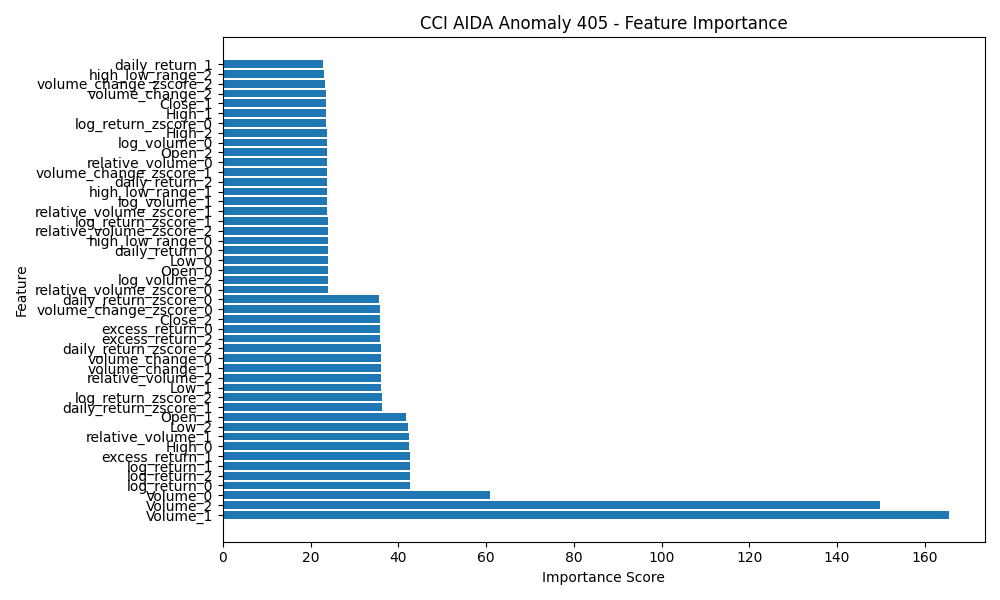 CCI AIDA Anomaly 405 - Feature Importance
daily_return_1
high_low_range_2
volume_change_zscore_2
volume_change_2
Close_1
High_1
log_return_zscore_0
High_2
log_volume_0
Open_2
relative_volume_0
volume_change_zscore_1
daily_return_2
high_low_range_1
log_volume_1
relative_volume_zscore_1
log_return_zscore_1
relative_volume_zscore_2
high_low_range_0
daily_return_0
Low_0
Open_0
log_volume_2
relative_volume_zscore_0
daily_return_zscore_0
volume_change_zscore_0
Close_2
excess_return_0
excess_return_2
daily_return_zscore_2
volume_change_0
volume_change_1
relative_volume_2
Low_1
log_return_zscore_2
daily_return_zscore_1
Open_1
Low_2
relative_volume_1
High_0
excess_return_1
log_return_1
log_return_2
log_return_0
Volume_0
Volume_2
Volume_1
Feature
0 20 40 60 80 100 120 140 160
Importance Score